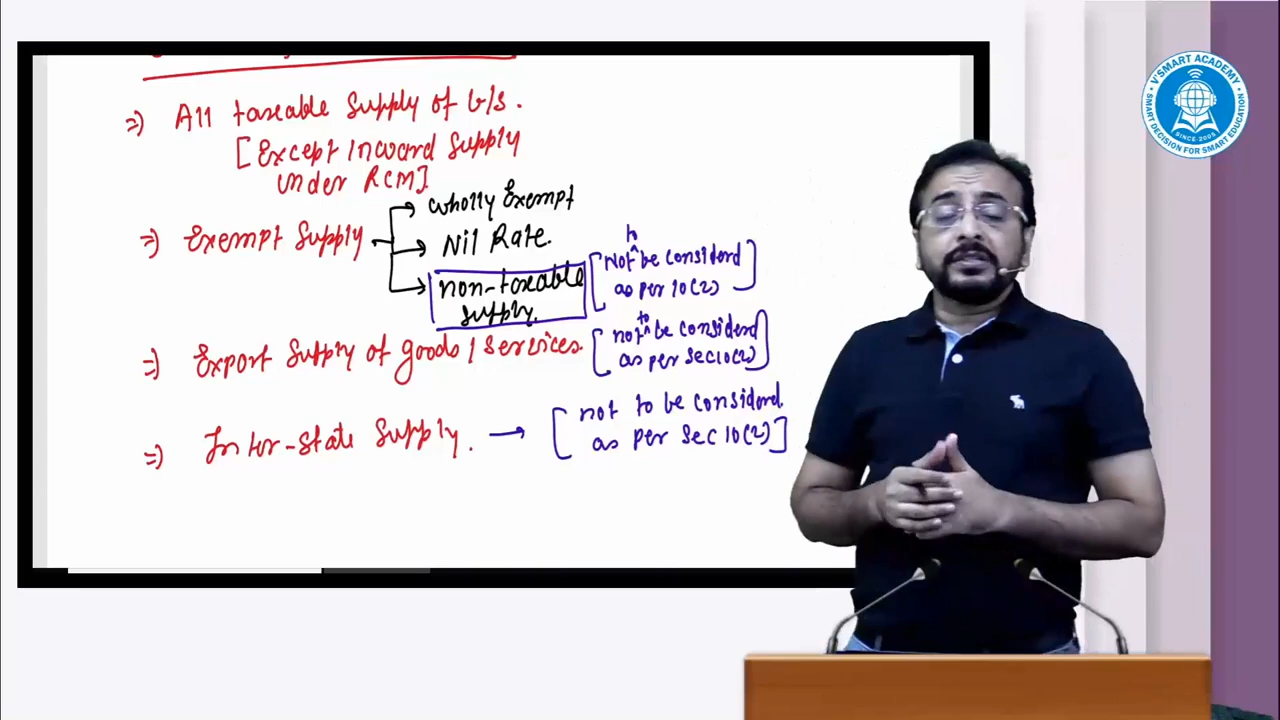 ⇒ All taxable supply of G/S.
[Except Inward supply
under RCM]
⇒ Exempt supply
→ wholly Exempt
→ Nil Rate.
→ non-taxable
supply.
[Not to be considerd
as per 10(2)]
⇒ Export supply of goods / services.
[not to be considerd
as per sec 10(2)]
⇒ Inter-state supply. →
[not to be considerd.
as per sec 10(2)]
V'SMART ACADEMY
SMART DECISION FOR SMART EDUCATION
SINCE 2005